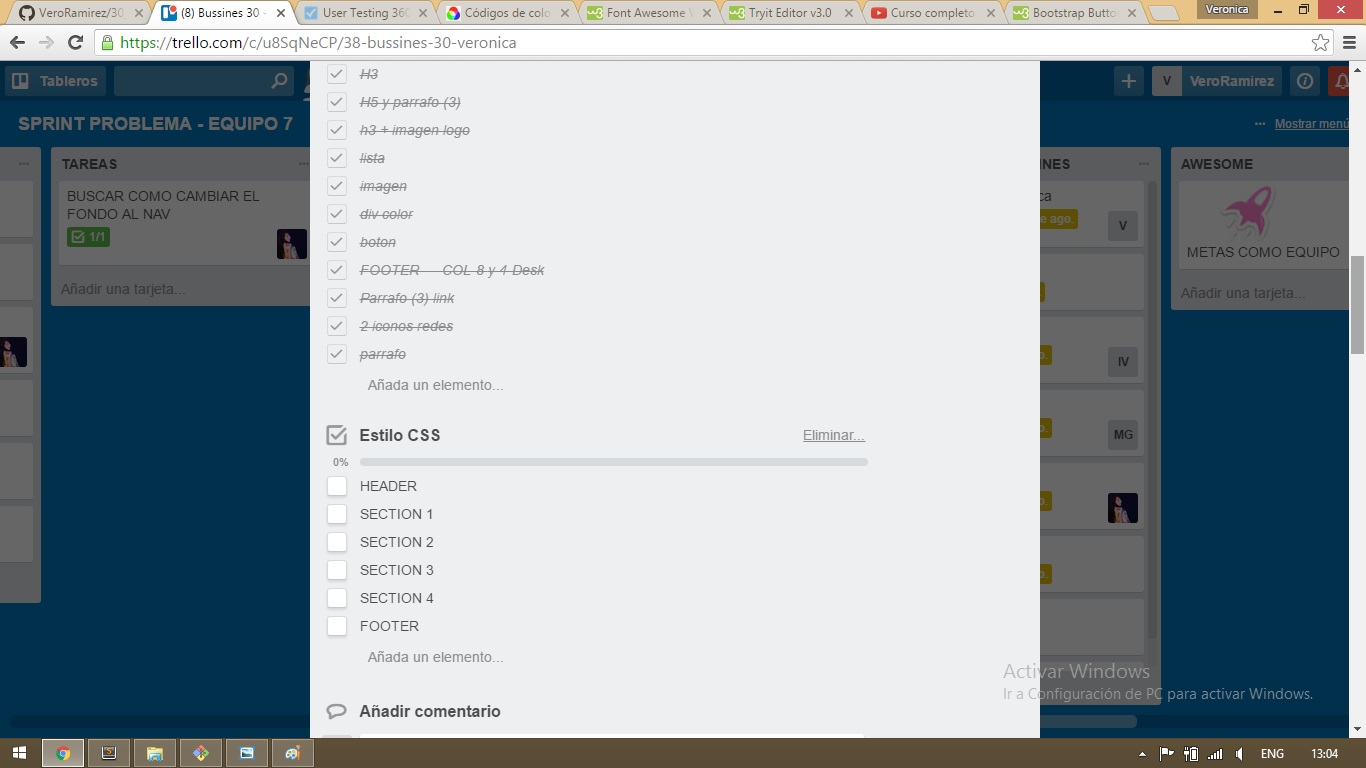 VeroRamirez/30
(8) Bussines 30 -
User Testing 360
Códigos de colo
Font Awesome V
Tryit Editor v3.0
Curso completo
Bootstrap Butto
Veronica
https://trello.com/c/u8SqNeCP/38-bussines-30-veronica
Tableros
V
VeroRamirez
SPRINT PROBLEMA - EQUIPO 7
Mostrar menú
TAREAS
BUSCAR COMO CAMBIAR EL
FONDO AL NAV
1/1
Añadir una tarjeta...
H3
H5 y parrafo (3)
h3 + imagen logo
lista
imagen
div color
boton
FOOTER COL 8 y 4 Desk
Parrafo (3) link
2 iconos redes
parrafo
Añada un elemento...
Estilo CSS
Eliminar...
0%
HEADER
SECTION 1
SECTION 2
SECTION 3
SECTION 4
FOOTER
Añada un elemento...
Añadir comentario
INES
ca
e ago.
V
o.
IV
o.
MG
o.
o.
AWESOME
METAS COMO EQUIPO
Añadir una tarjeta...
Activar Windows
Ir a Configuración de PC para activar Windows.
ENG
13:04